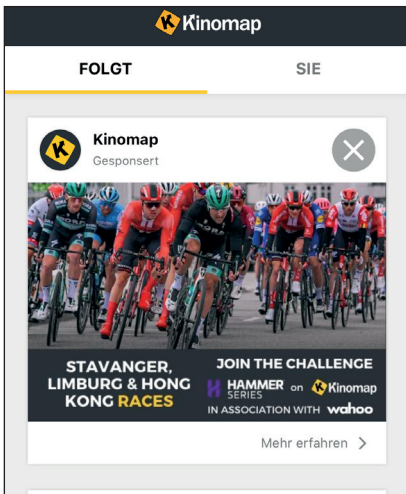 Kinomap
FOLGT SIE
Kinomap
Gesponsert
STAVANGER,
LIMBURG & HONG
KONG RACES
JOIN THE CHALLENGE
HAMMER SERIES on Kinomap
IN ASSOCIATION WITH wahoo
Mehr erfahren